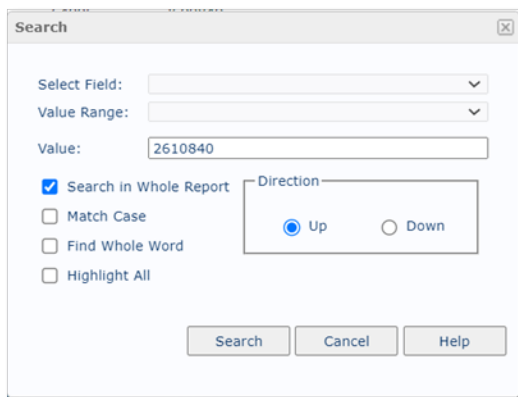 Search
Select Field:
Value Range:
Value: 2610840
Search in Whole Report
Direction
Match Case
Up Down
Find Whole Word
Highlight All
Search Cancel Help